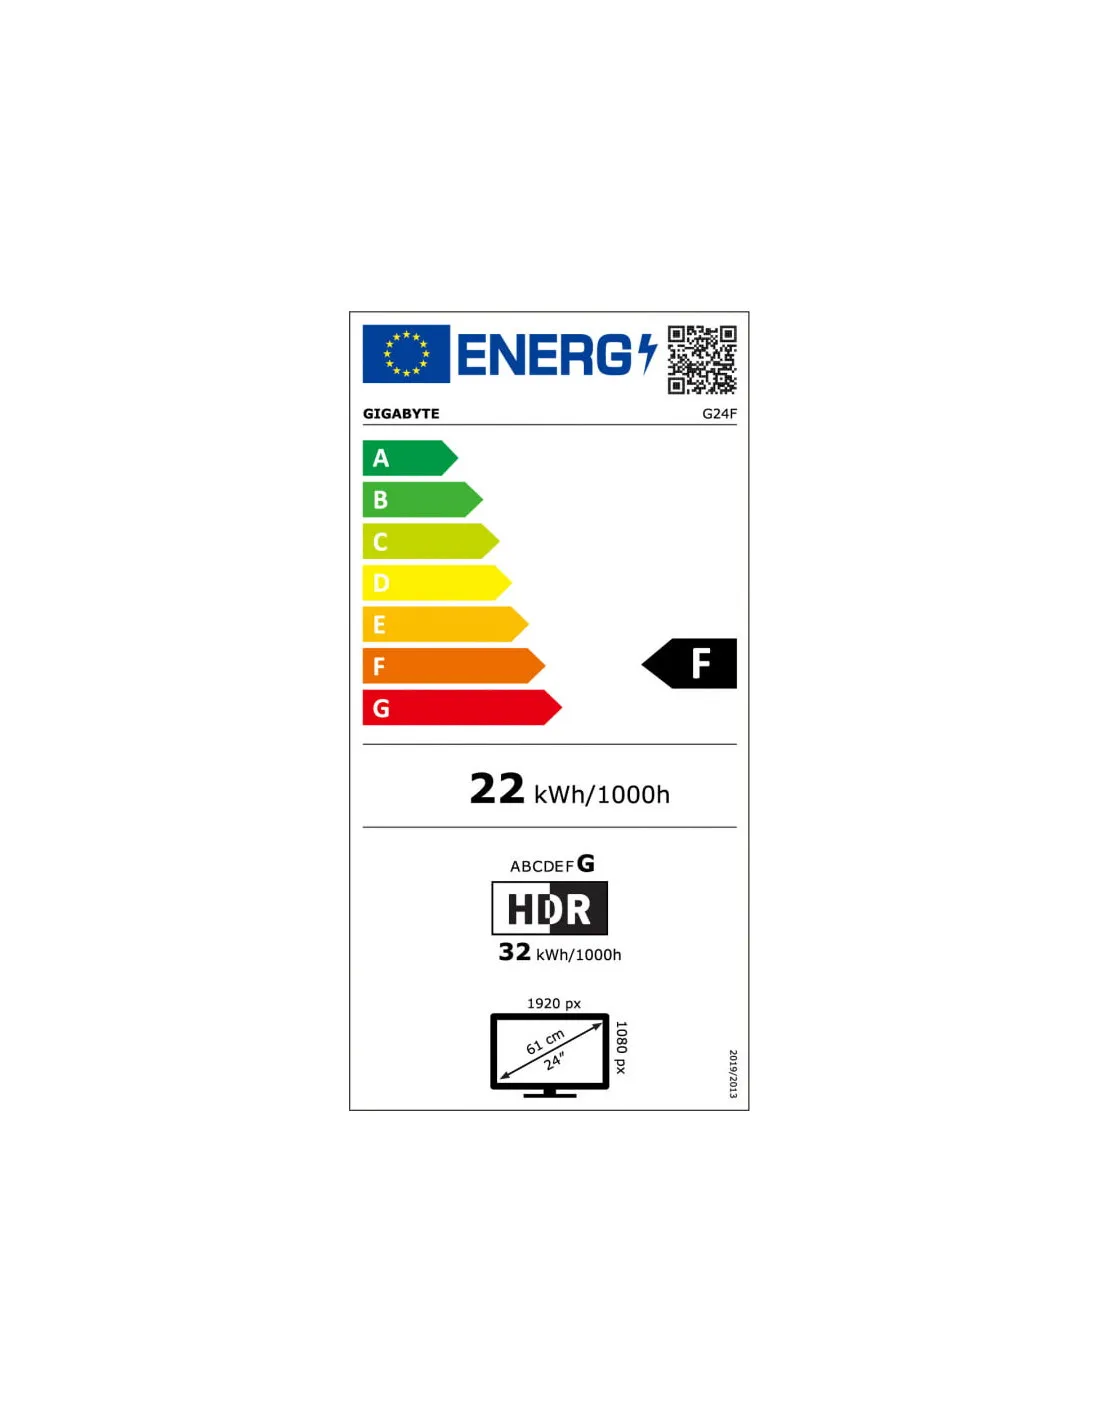 ENERG
GIGABYTE G24F
A
B
C
D
E
F
F
G
22 kWh/1000h
ABCDEFG
HDR
32 kWh/1000h
1920 px
61 cm
24”
1080 px
2019/2013